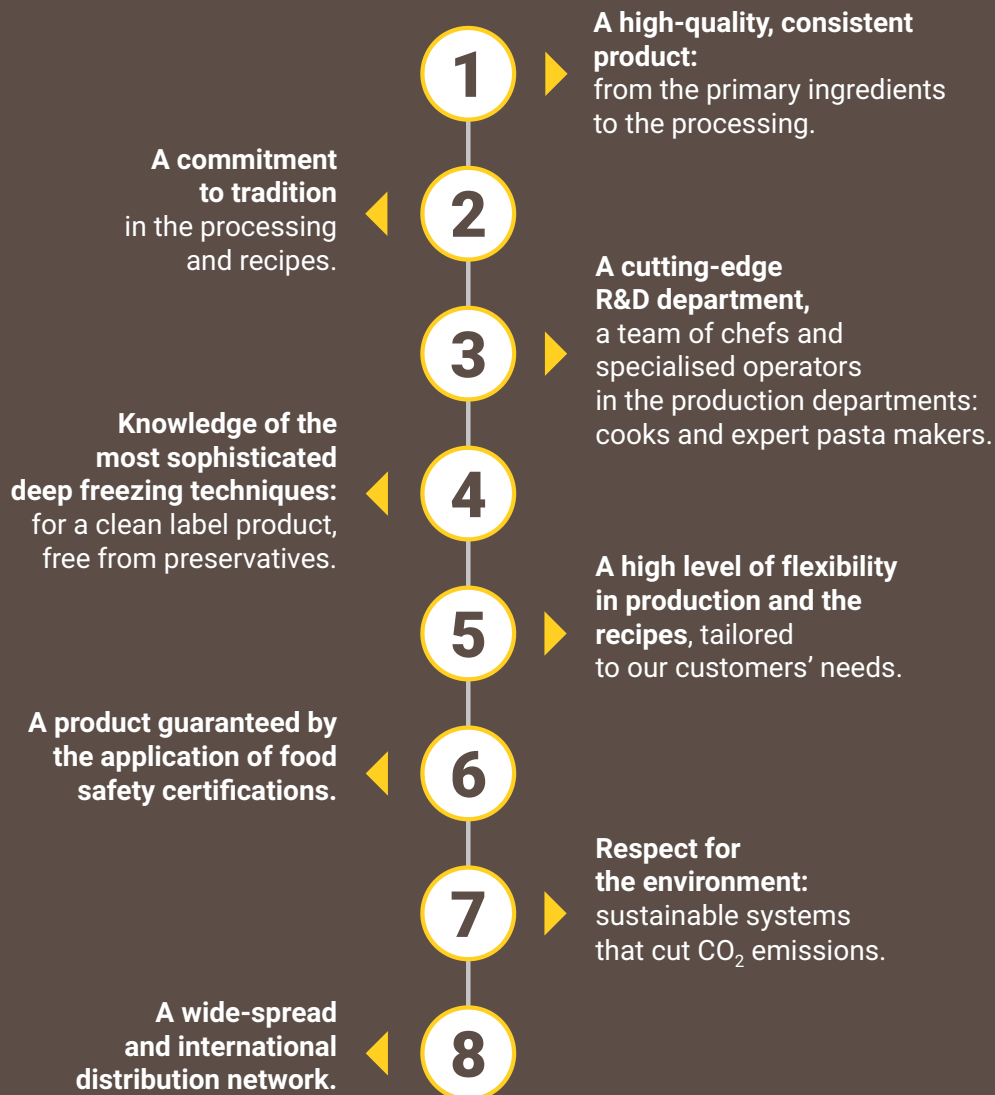 1
A high-quality, consistent
product:
from the primary ingredients
to the processing.
2
A commitment
to tradition
in the processing
and recipes.
3
A cutting-edge
R&D department,
a team of chefs and
specialised operators
in the production departments:
cooks and expert pasta makers.
4
Knowledge of the
most sophisticated
deep freezing techniques:
for a clean label product,
free from preservatives.
5
A high level of flexibility
in production and the
recipes, tailored
to our customers’ needs.
6
A product guaranteed by
the application of food
safety certifications.
7
Respect for
the environment:
sustainable systems
that cut CO₂ emissions.
8
A wide-spread
and international
distribution network.